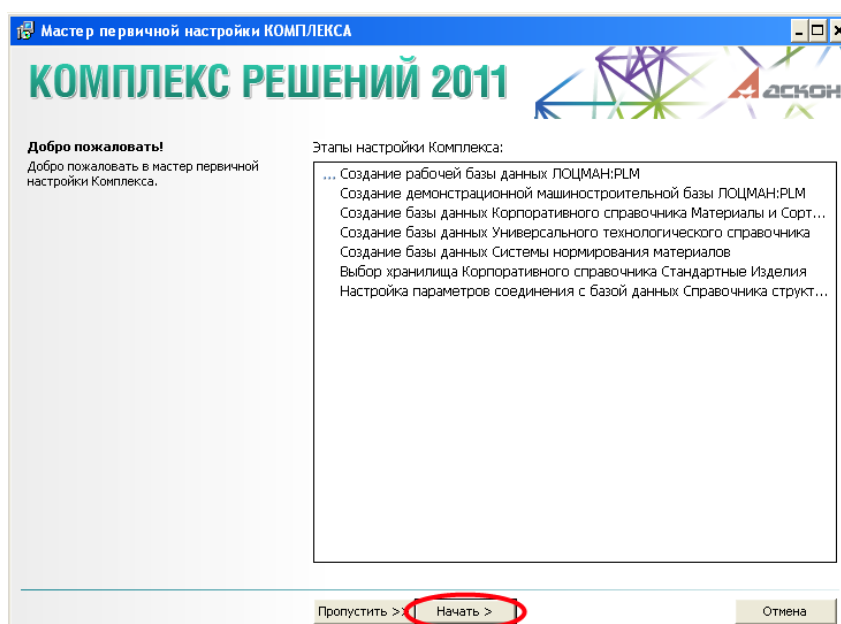 Мастер первичной настройки КОМПЛЕКСА
КОМПЛЕКС РЕШЕНИЙ 2011
АСКОН
Добро пожаловать!
Добро пожаловать в мастер первичной
настройки Комплекса.
Этапы настройки Комплекса:
... Создание рабочей базы данных ЛОЦМАН:PLM
Создание демонстрационной машиностроительной базы ЛОЦМАН:PLM
Создание базы данных Корпоративного справочника Материалы и Сорт...
Создание базы данных Универсального технологического справочника
Создание базы данных Системы нормирования материалов
Выбор хранилища Корпоративного справочника Стандартные Изделия
Настройка параметров соединения с базой данных Справочника структ...
Пропустить >> Начать > Отмена